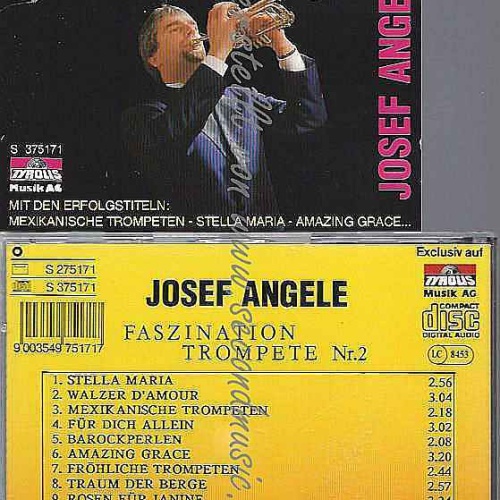 JOSEF ANGELE
S 375171
TYROLIS
Musik AG
MIT DEN ERFOLGSTITELN:
MEXIKANISCHE TROMPETEN - STELLA MARIA - AMAZING GRACE...
Exclusiv auf
TYROLIS
Musik AG
S 275171
S 375171
JOSEF ANGELE
COMPACT
disc
DIGITAL AUDIO
FASZINATION
TROMPETE Nr.2
9003549751717
LC 8453
1. STELLA MARIA 2.56
2. WALZER D'AMOUR 3.04
3. MEXIKANISCHE TROMPETEN 2.18
4. FÜR DICH ALLEIN 3.02
5. BAROCKPERLEN 2.08
6. AMAZING GRACE 3.20
7. FRÖHLICHE TROMPETEN 2.44
8. TRAUM DER BERGE 2.57
9. ROSEN FÜR JANINE